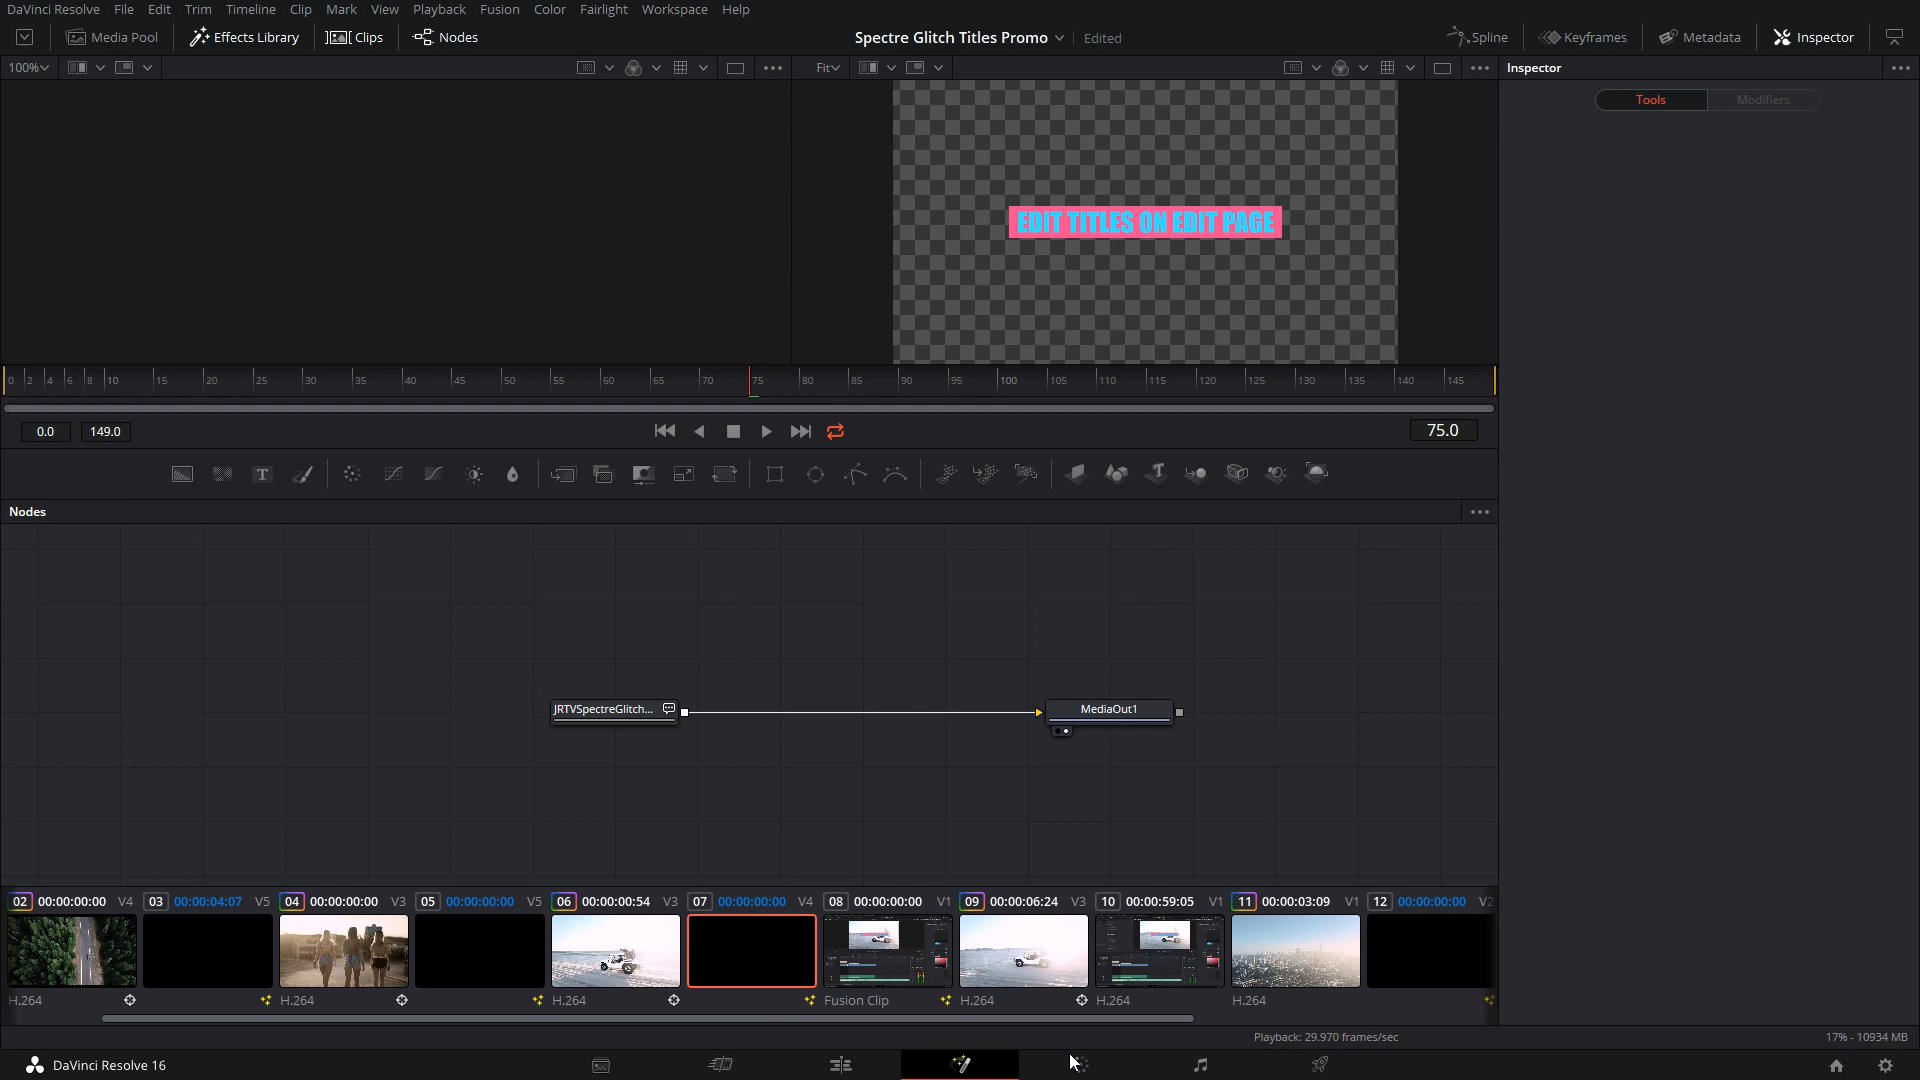 DaVinci Resolve File Edit Trim Timeline Clip Mark View Playback Fusion Color Fairlight Workspace Help
Media Pool Effects Library Clips Nodes Spectre Glitch Titles Promo Edited Spline Keyframes Metadata Inspector
100% Fit Inspector
Tools Modifiers
EDIT TITLES ON EDIT PAGE
0 2 4 6 8 10 15 20 25 30 35 40 45 50 55 60 65 70 75 80 85 90 95 100 105 110 115 120 125 130 135 140 145
0.0 149.0 75.0
Nodes
JRTVSpectreGlitch... MediaOut1
02 00:00:00:00 V4 03 00:00:04:07 V5 04 00:00:00:00 V3 05 00:00:00:00 V5 06 00:00:00:54 V3 07 00:00:00:00 V4 08 00:00:00:00 V1 09 00:00:06:24 V3 10 00:00:59:05 V1 11 00:00:03:09 V1 12 00:00:00:00 V2
H.264 H.264 H.264 Fusion Clip H.264 H.264 H.264
Playback: 29.970 frames/sec 17% - 10934 MB
DaVinci Resolve 16